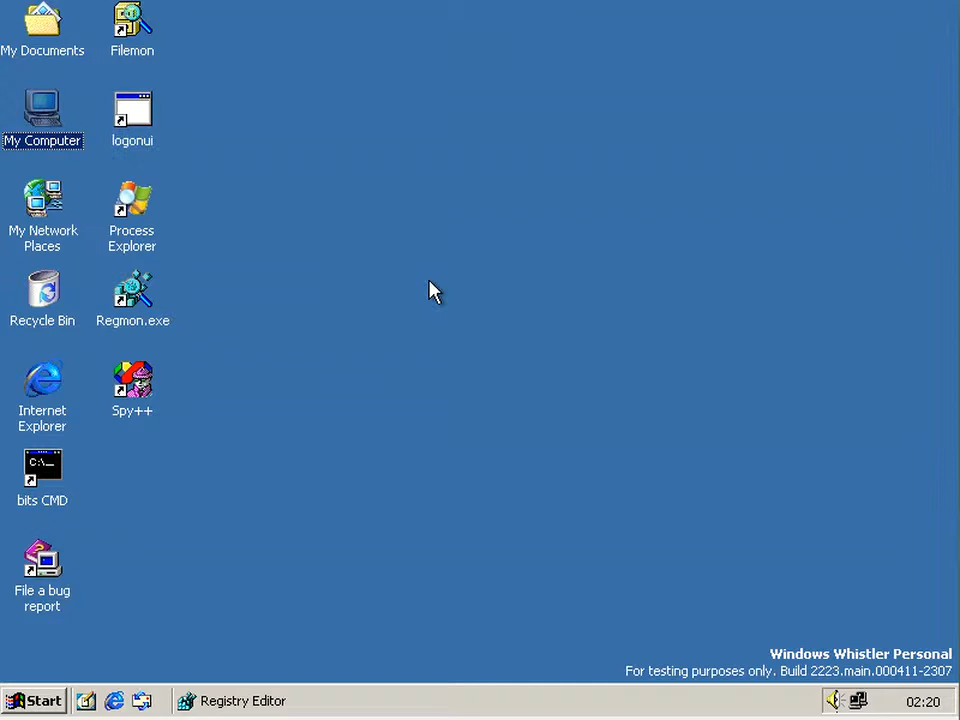 My Documents
Filemon
My Computer
logonui
My Network
Places
Process
Explorer
Recycle Bin
Regmon.exe
Internet
Explorer
Spy++
C:\_
bits CMD
File a bug
report
Windows Whistler Personal
For testing purposes only. Build 2223.main.000411-2307
Start
Registry Editor
02:20